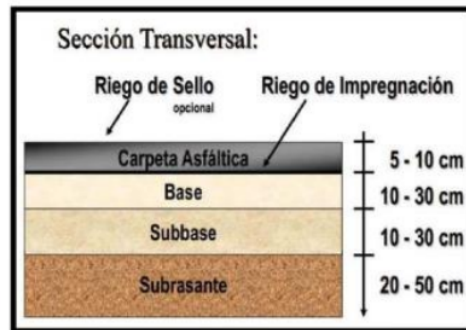 Sección Transversal:
Riego de Sello
opcional
Riego de Impregnación
Carpeta Asfáltica
5 - 10 cm
Base
10 - 30 cm
Subbase
10 - 30 cm
Subrasante
20 - 50 cm